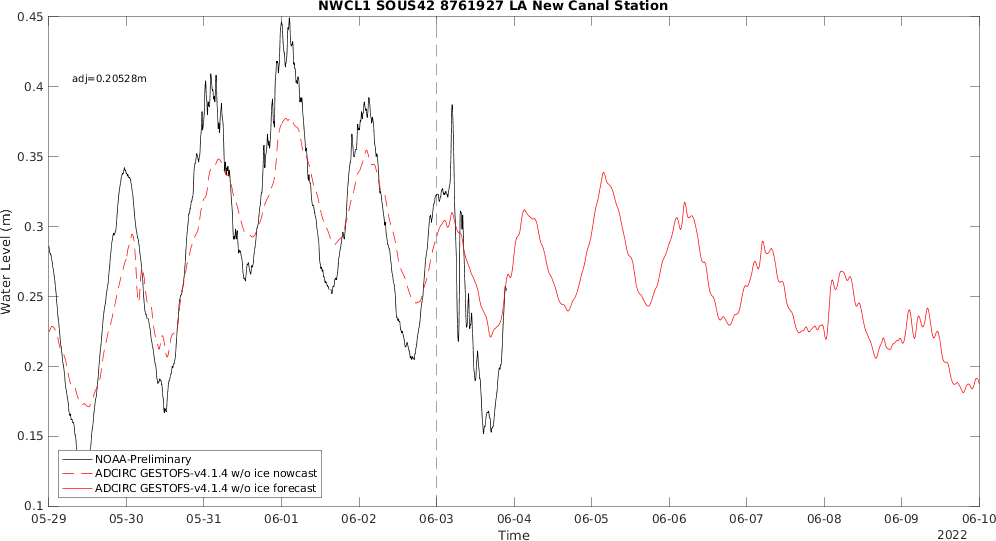 NWCL1 SOUS42 8761927 LA New Canal Station
adj=0.20528m
Water Level (m)
0.45
0.4
0.35
0.3
0.25
0.2
0.15
0.1
NOAA-Preliminary
ADCIRC GESTOFS-v4.1.4 w/o ice nowcast
ADCIRC GESTOFS-v4.1.4 w/o ice forecast
05-29 05-30 05-31 06-01 06-02 06-03 06-04 06-05 06-06 06-07 06-08 06-09 06-10
Time
2022